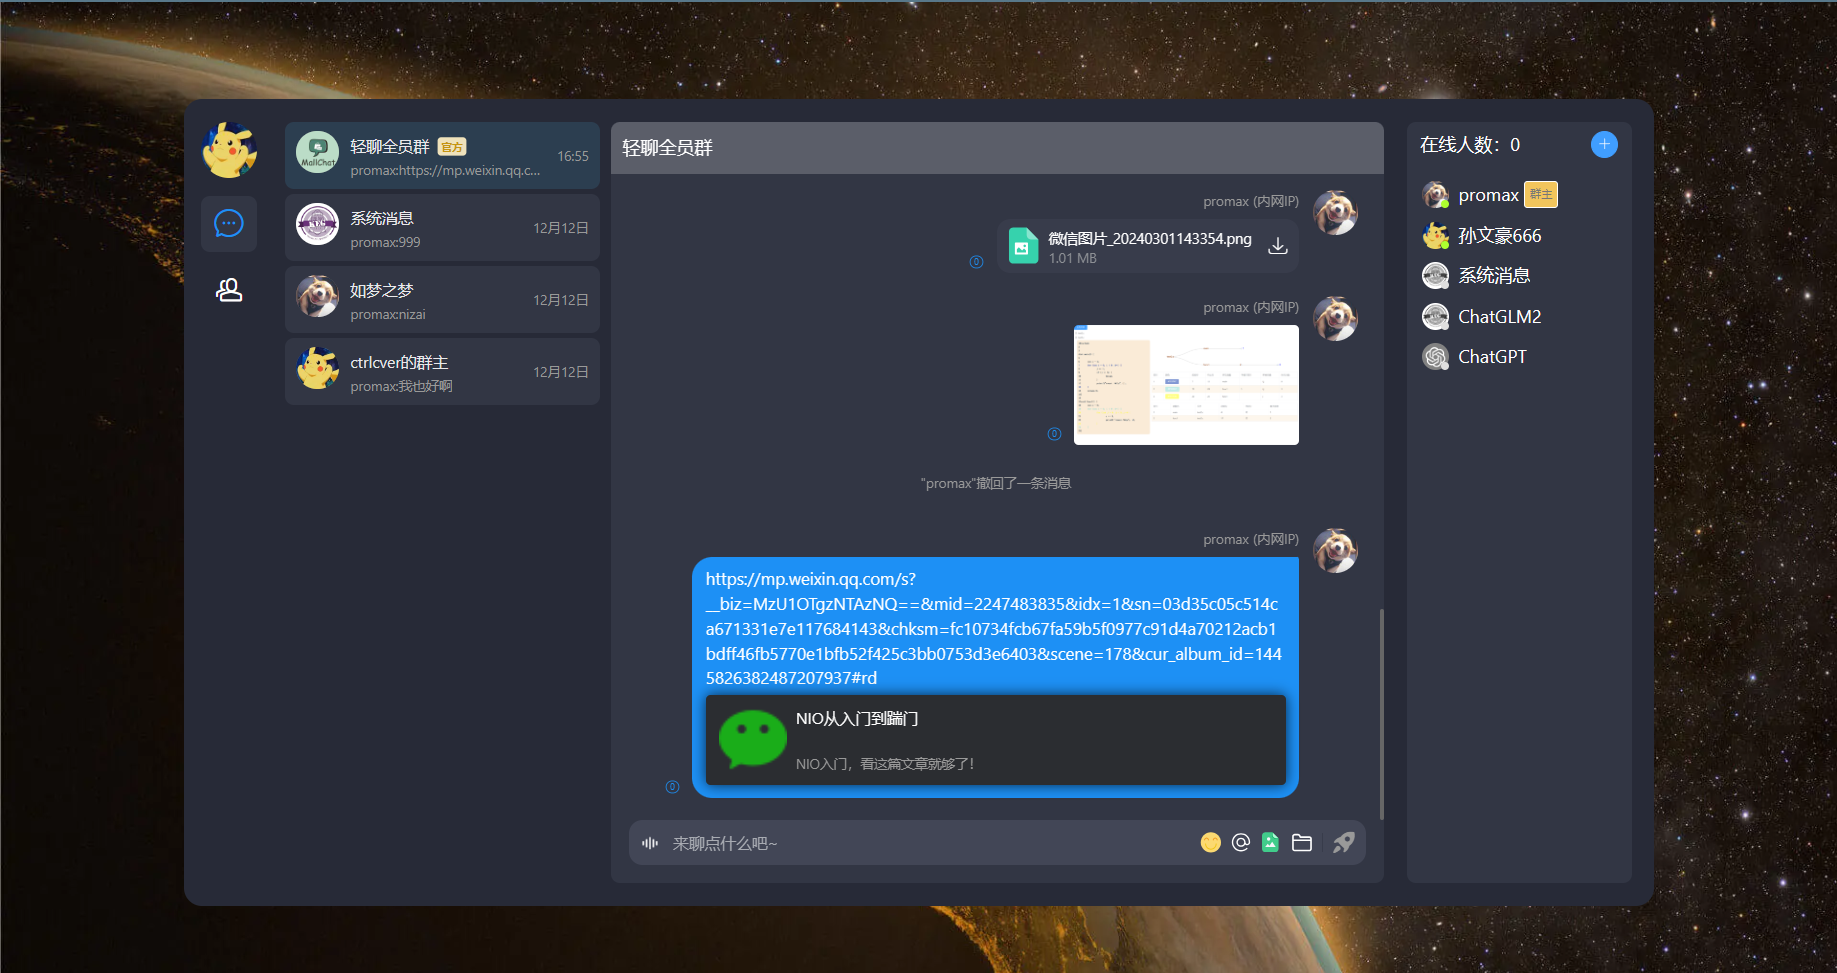 MallChat
轻聊全员群 官方
16:55
promax:https://mp.weixin.qq.c...
系统消息
12月12日
promax:999
如梦之梦
12月12日
promax:nizai
ctrlcver的群主
12月12日
promax:我也好啊
轻聊全员群
promax (内网IP)
微信图片_20240301143354.png
1.01 MB
promax (内网IP)
"promax"撤回了一条消息
promax (内网IP)
https://mp.weixin.qq.com/s?
__biz=MzU1OTgzNTAzNQ==&mid=2247483835&idx=1&sn=03d35c05c514c
a671331e7e117684143&chksm=fc10734fcb67fa59b5f0977c91d4a70212acb1
bdff46fb5770e1bfb52f425c3bb0753d3e6403&scene=178&cur_album_id=144
5826382487207937#rd
NIO从入门到踹门
NIO入门，看这篇文章就够了！
来聊点什么吧~
在线人数：0
promax 群主
孙文豪666
系统消息
ChatGLM2
ChatGPT